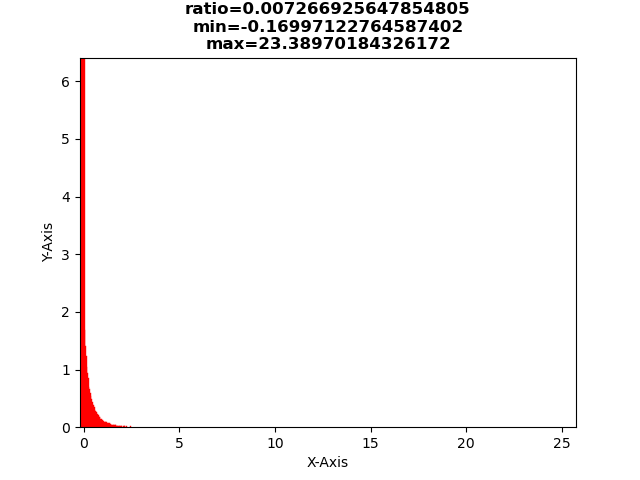 ratio=0.007266925647854805
min=-0.16997122764587402
max=23.38970184326172
6
5
4
3
2
1
0
Y-Axis
0 5 10 15 20 25
X-Axis